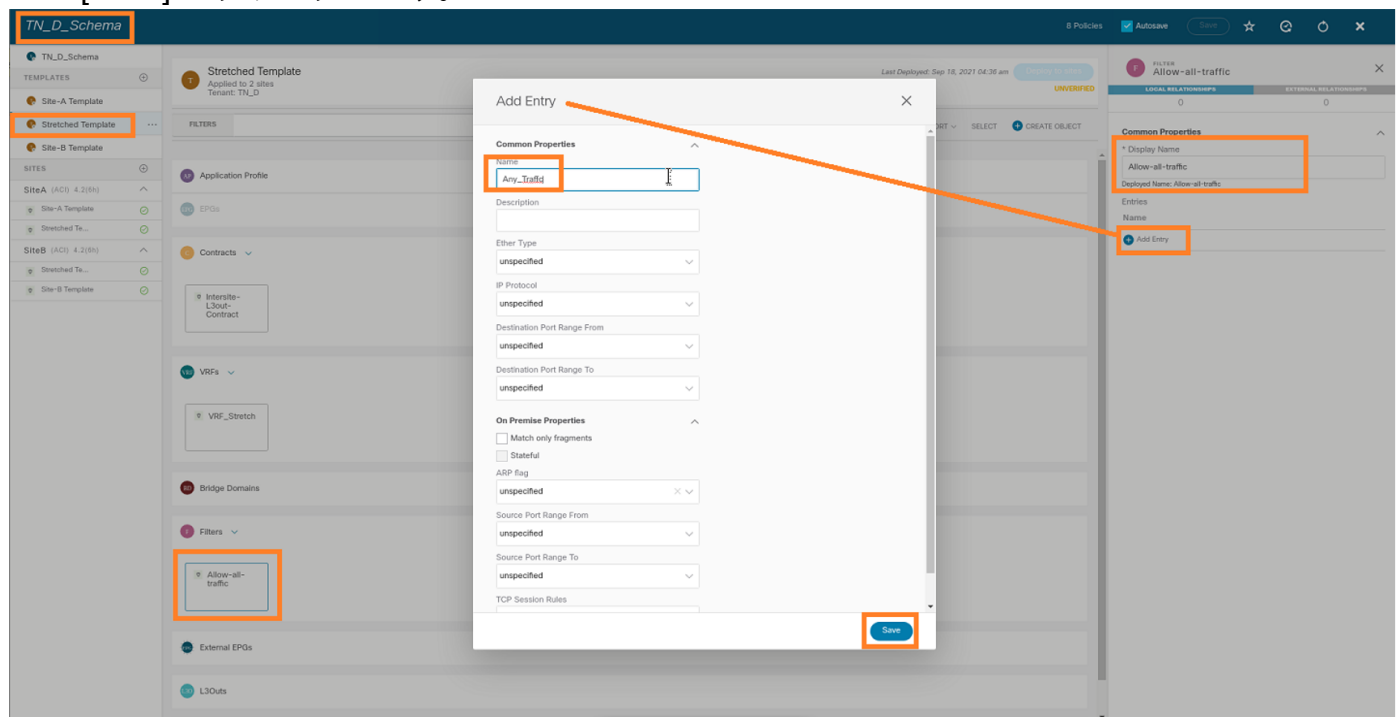 TN_D_Schema
8 Policies
Autosave
Save
TN_D_Schema
TEMPLATES
Site-A Template
Stretched Template
Site-B Template
SITES
SiteA (ACI) 4.2(6h)
Site-A Template
Stretched Te...
SiteB (ACI) 4.2(6h)
Stretched Te...
Site-B Template
T
Stretched Template
Applied to 2 sites
Tenant: TN_D
Last Deployed: Sep 18, 2021 04:36 am
UNVERIFIED
FILTERS
SELECT
CREATE OBJECT
AP Application Profile
EPGs
C Contracts
Intersite-
L3out-
Contract
VRFs
VRF_Stretch
BD Bridge Domains
F Filters
Allow-all-
traffic
External EPGs
L3Outs
Add Entry
Common Properties
Name
Any_Traffic
Description
Ether Type
unspecified
IP Protocol
unspecified
Destination Port Range From
unspecified
Destination Port Range To
unspecified
On Premise Properties
Match only fragments
Stateful
ARP flag
unspecified
Source Port Range From
unspecified
Source Port Range To
unspecified
TCP Session Rules
Save
F
FILTER
Allow-all-traffic
LOCAL RELATIONSHIPS
EXTERNAL RELATIONSHIPS
0
0
Common Properties
* Display Name
Allow-all-traffic
Deployed Name: Allow-all-traffic
Entries
Name
Add Entry